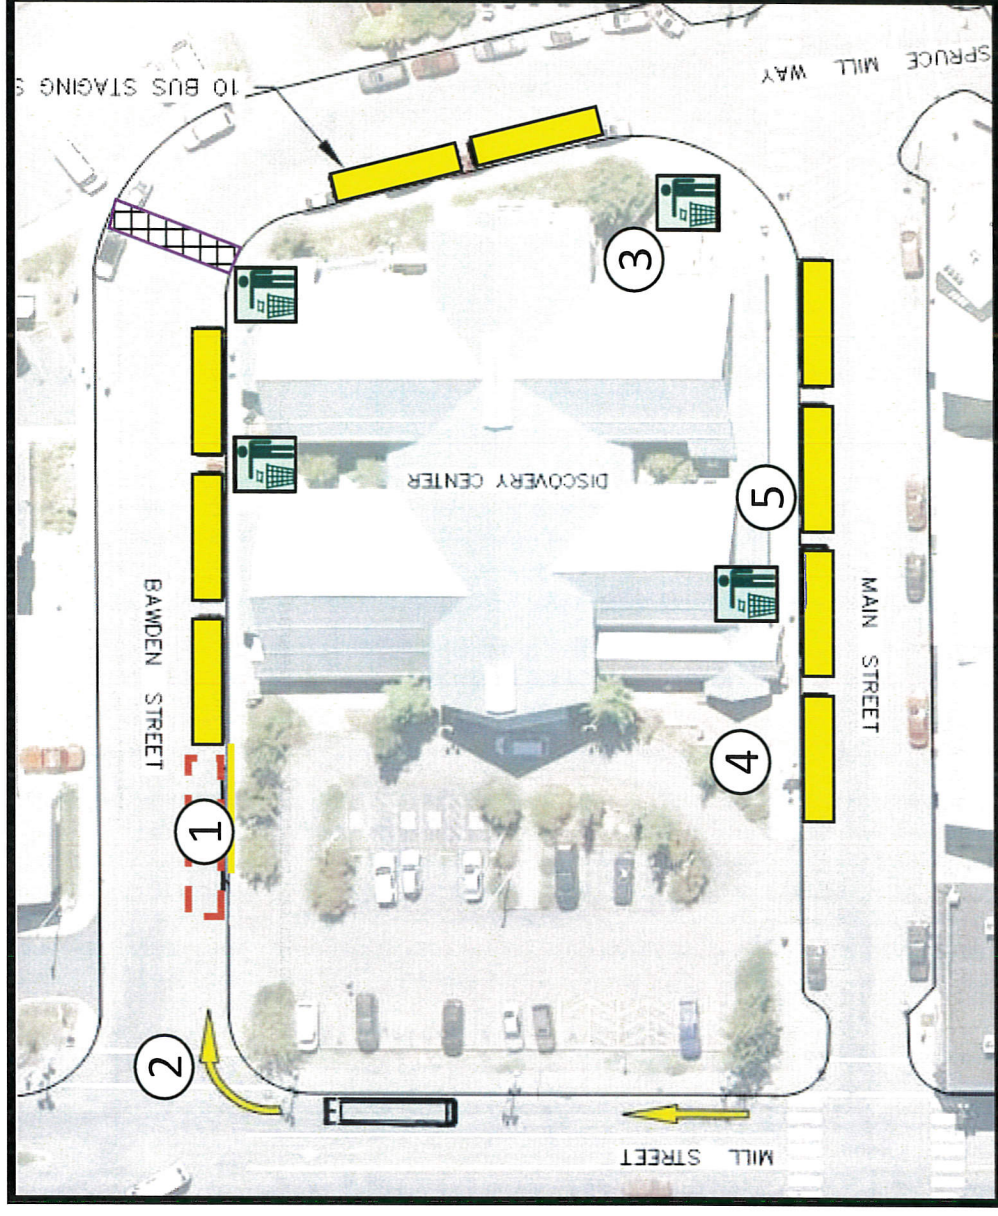 SPRUCE MILL WAY
10 BUS STAGING S
3
DISCOVERY CENTER
5
BAWDEN STREET
MAIN STREET
4
1
2
MILL STREET